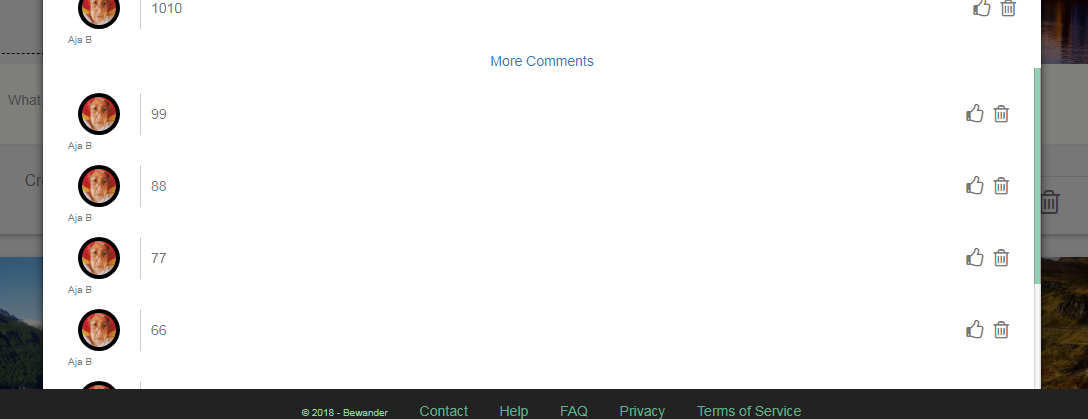 1010
Aja B
More Comments
What
99
Aja B
Cr
88
Aja B
77
Aja B
66
Aja B
© 2018 - Bewander Contact Help FAQ Privacy Terms of Service